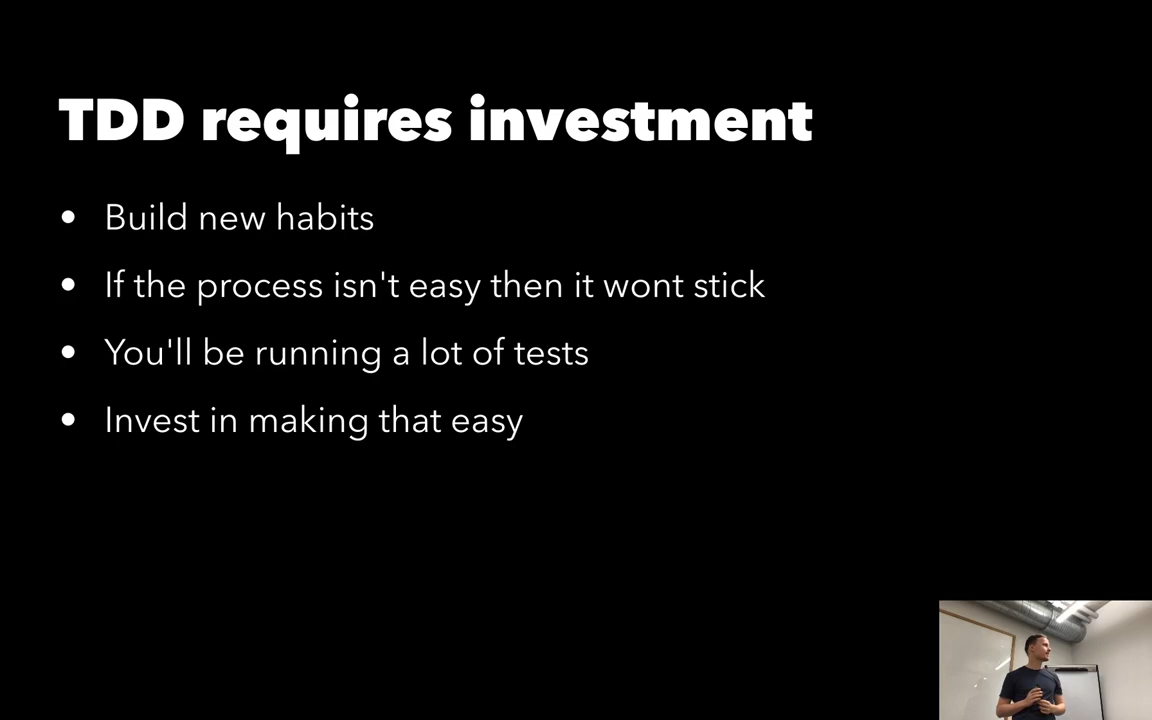 TDD requires investment
• Build new habits
• If the process isn't easy then it wont stick
• You'll be running a lot of tests
• Invest in making that easy